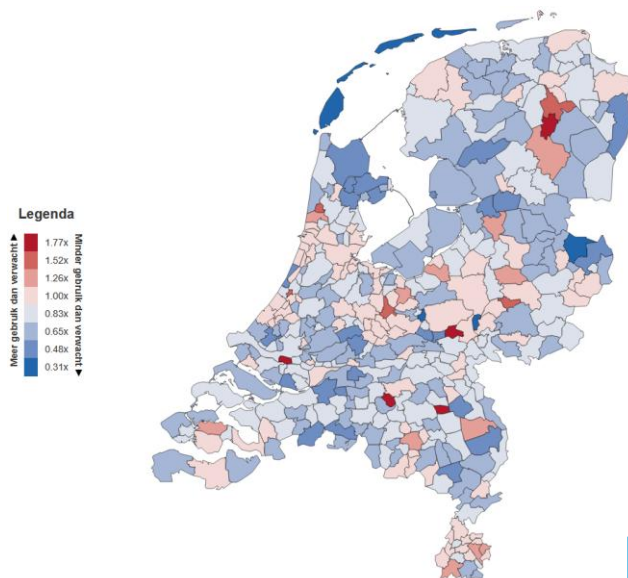 Legenda
Meer gebruik dan verwacht▶
1.77x
1.52x
1.26x
1.00x
0.83x
0.65x
0.48x
0.31x
Minder gebruik dan verwacht▶